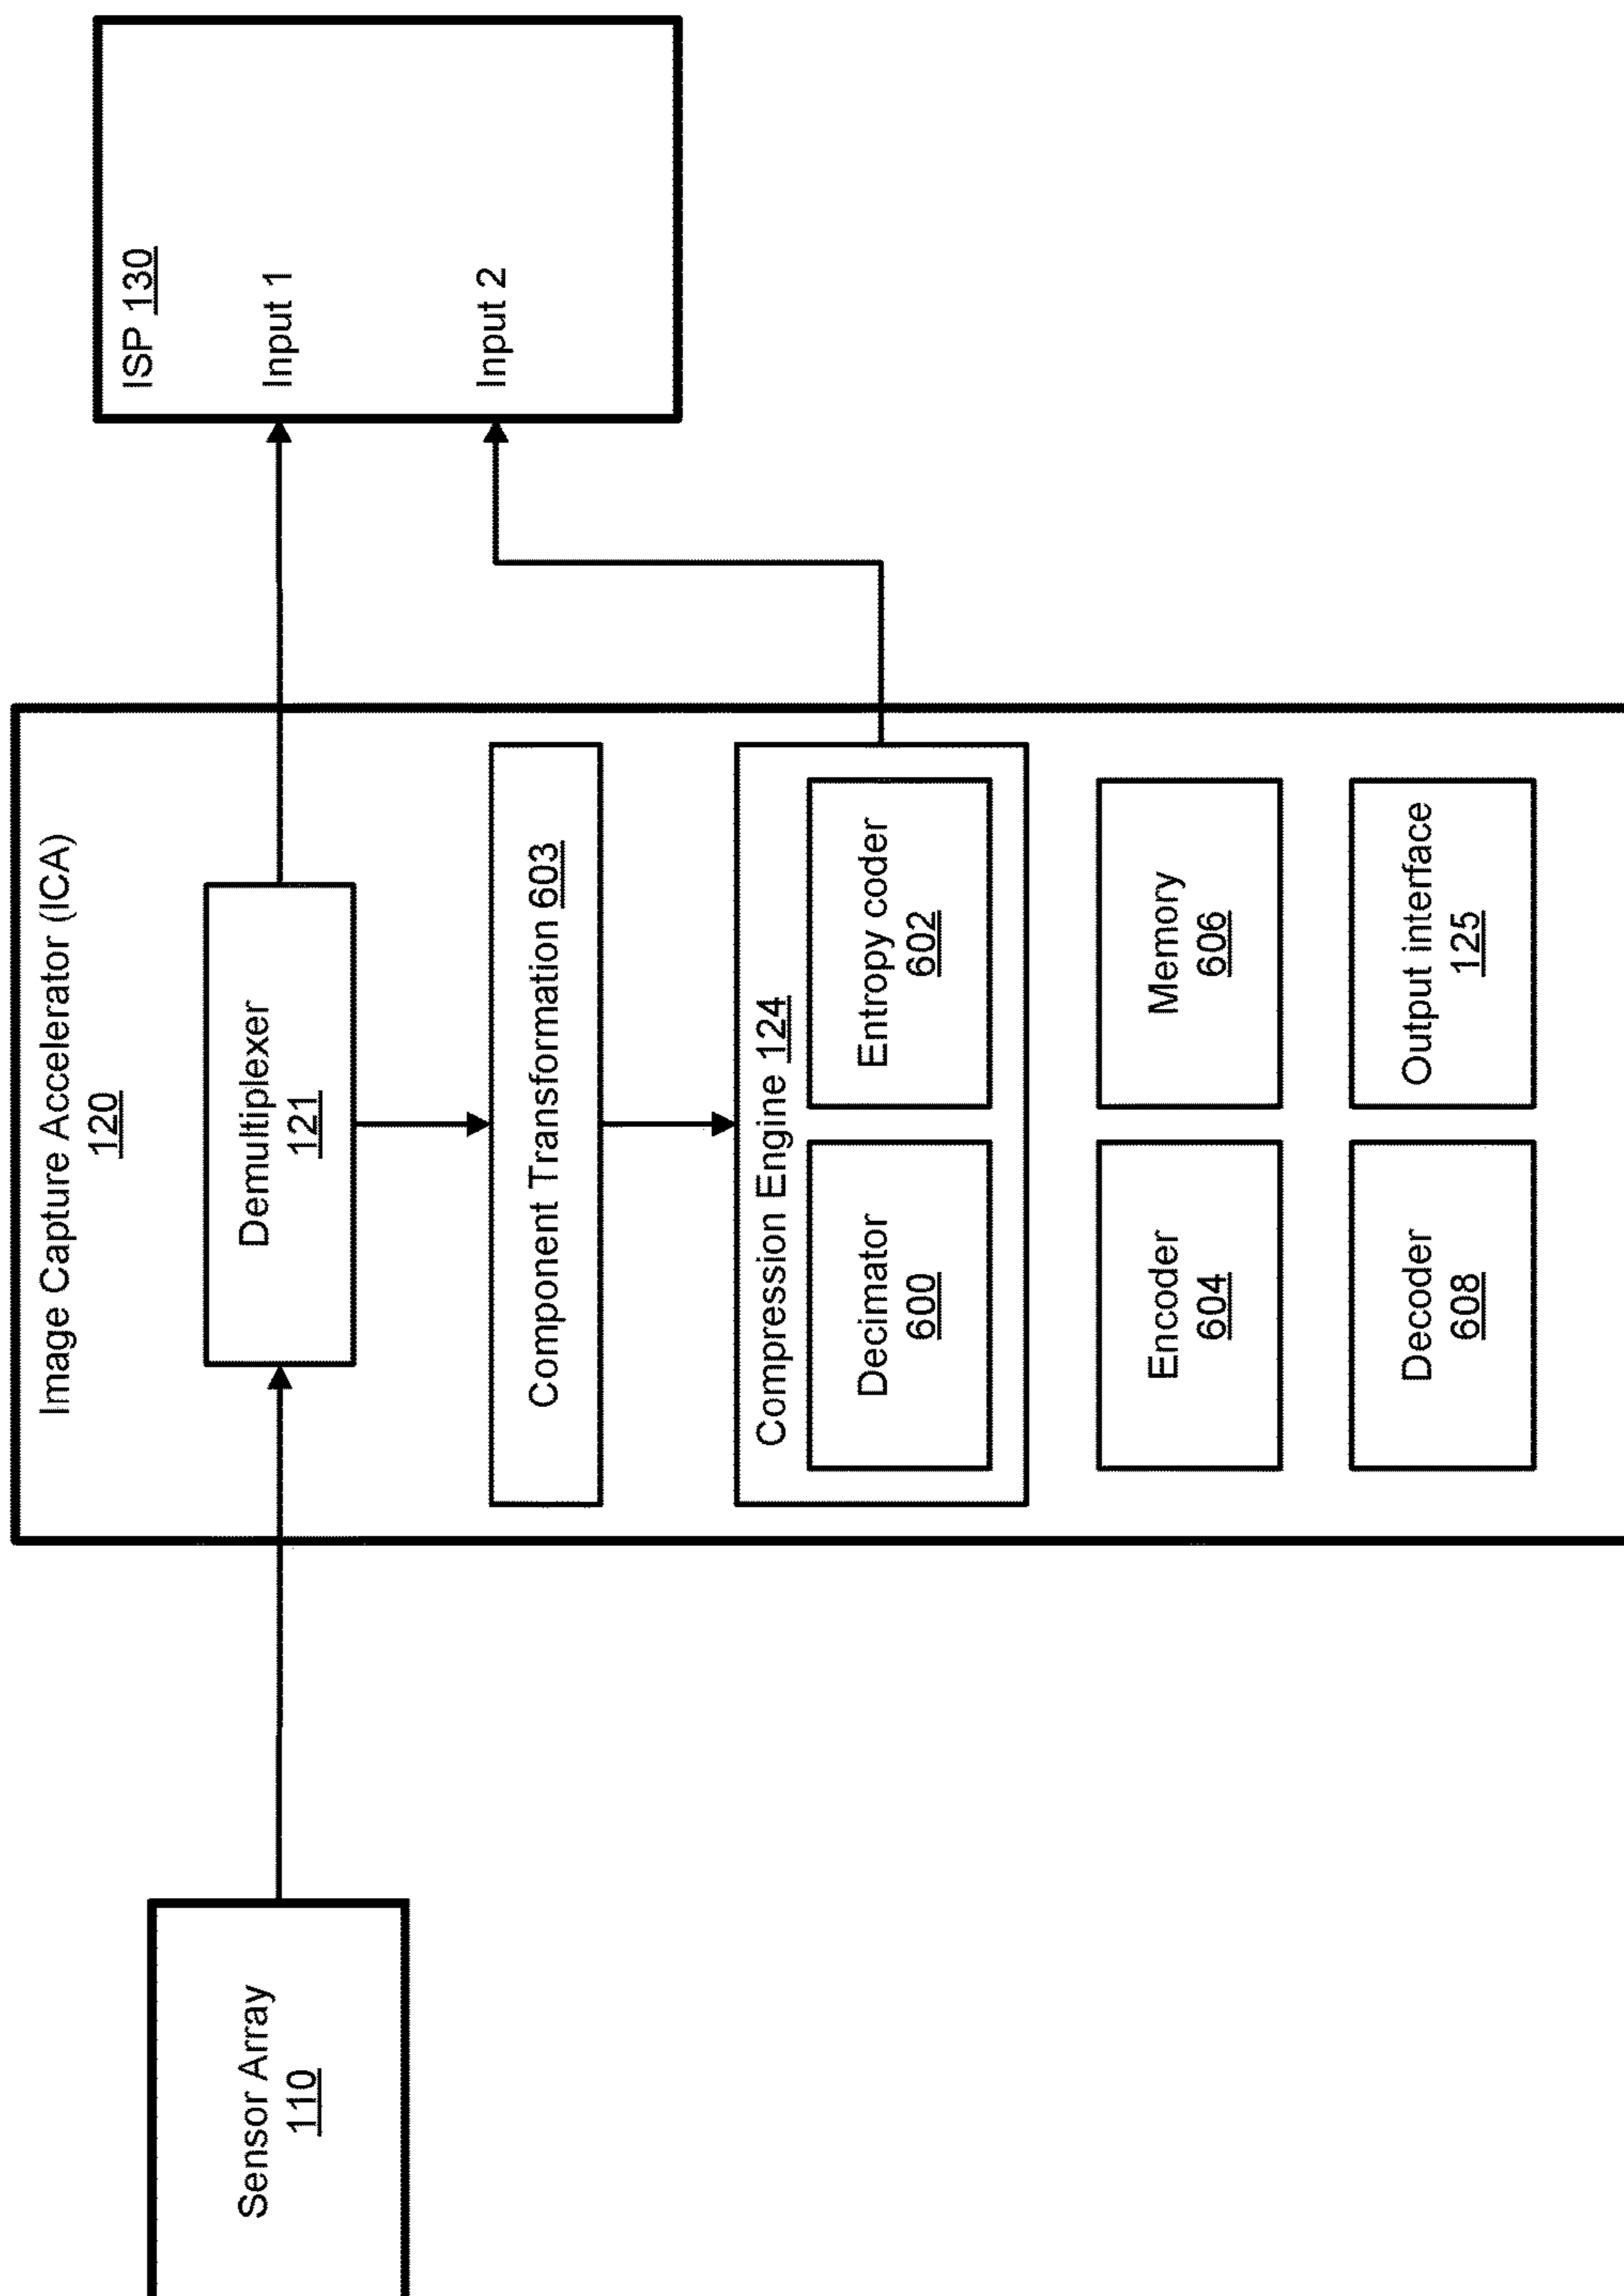 Sensor Array
110
Image Capture Accelerator (ICA)
120
Demultiplexer
121
Component Transformation 603
Compression Engine 124
Decimator
600
Entropy coder
602
Encoder
604
Memory
606
Decoder
608
Output interface
125
ISP 130
Input 1
Input 2